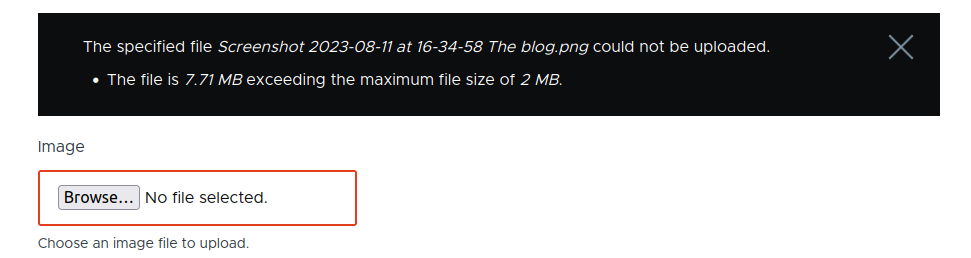 The specified file Screenshot 2023-08-11 at 16-34-58 The blog.png could not be uploaded.
• The file is 7.71 MB exceeding the maximum file size of 2 MB.
Image
Browse... No file selected.
Choose an image file to upload.